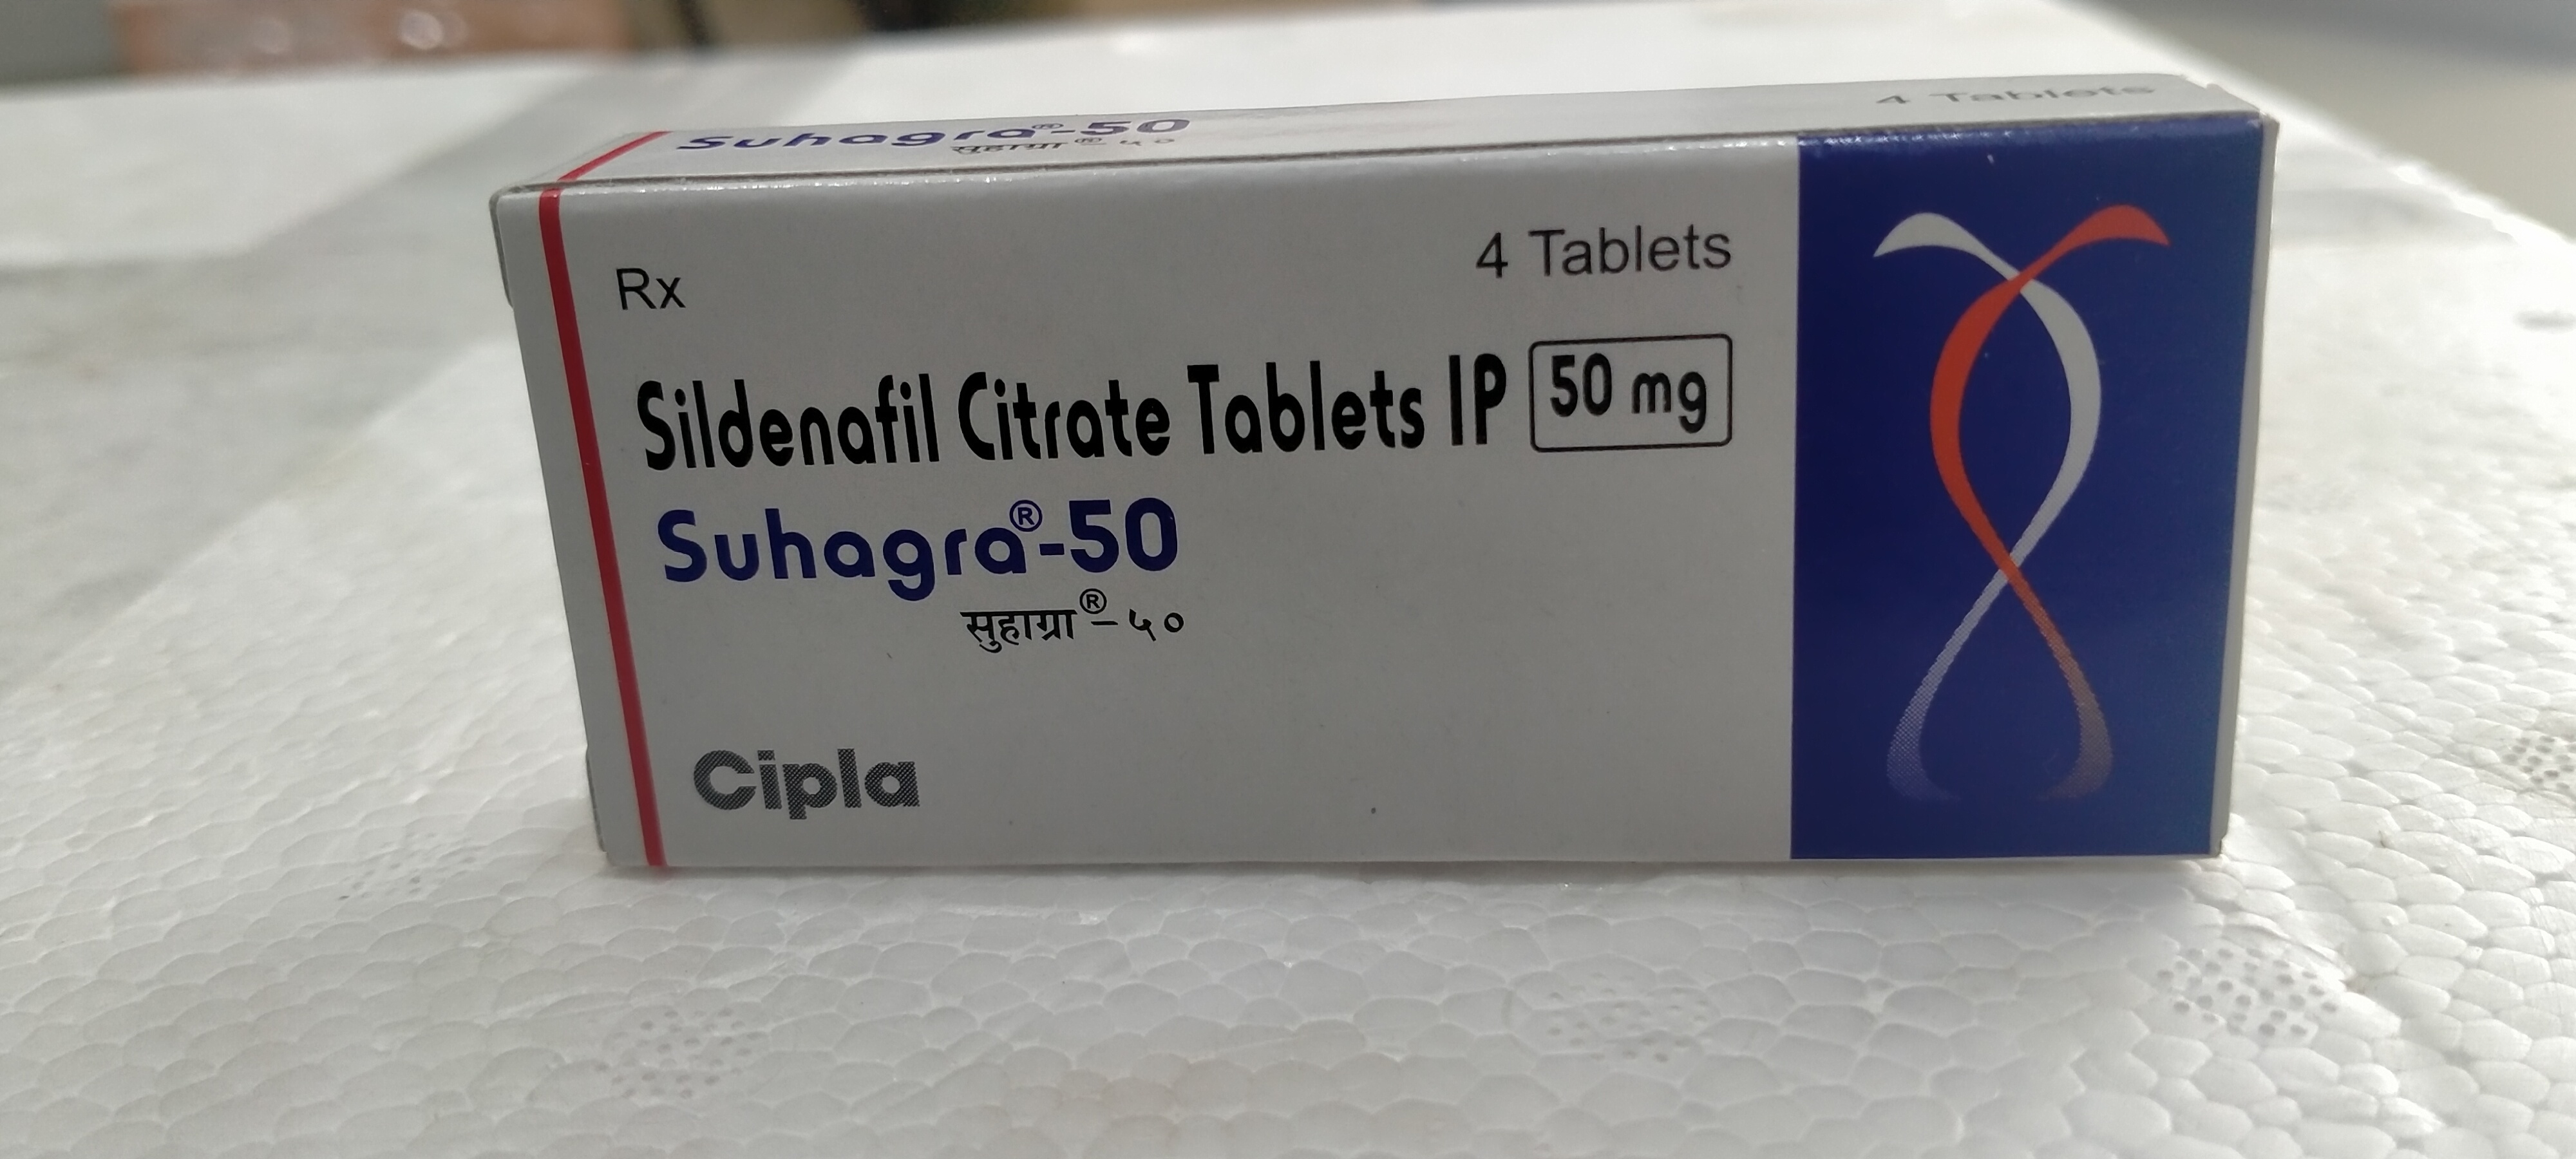 Suhagra®-50
सुहाग्रा®-५०
4 Tablets
Rx
4 Tablets
Sildenafil Citrate Tablets IP 50 mg
Suhagra®-50
सुहाग्रा®-५०
Cipla